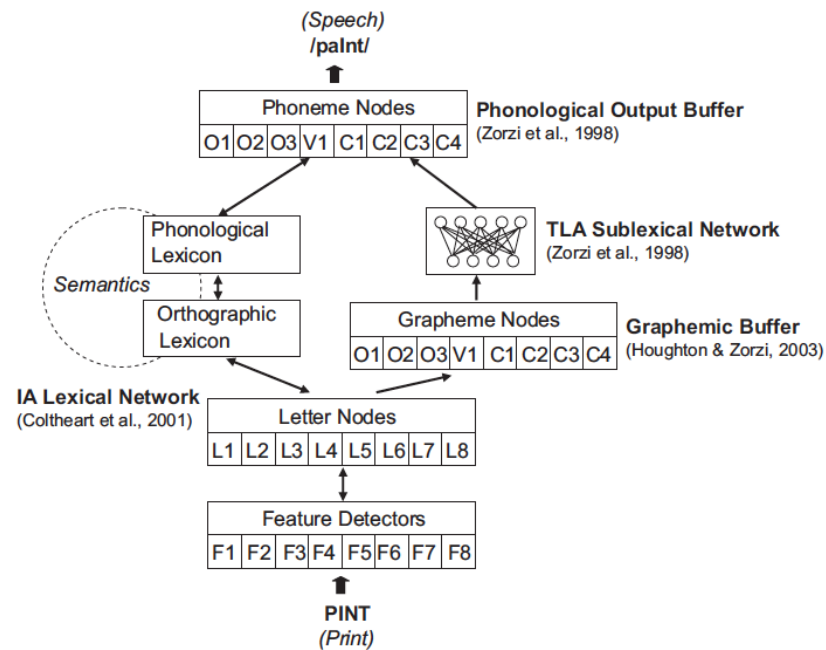 (Speech)
/paInt/
Phoneme Nodes
O1 O2 O3 V1 C1 C2 C3 C4
Phonological Output Buffer
(Zorzi et al., 1998)
Phonological
Lexicon
Semantics
Orthographic
Lexicon
TLA Sublexical Network
(Zorzi et al., 1998)
Grapheme Nodes
O1 O2 O3 V1 C1 C2 C3 C4
Graphemic Buffer
(Houghton & Zorzi, 2003)
IA Lexical Network
(Coltheart et al., 2001)
Letter Nodes
L1 L2 L3 L4 L5 L6 L7 L8
Feature Detectors
F1 F2 F3 F4 F5 F6 F7 F8
PINT
(Print)